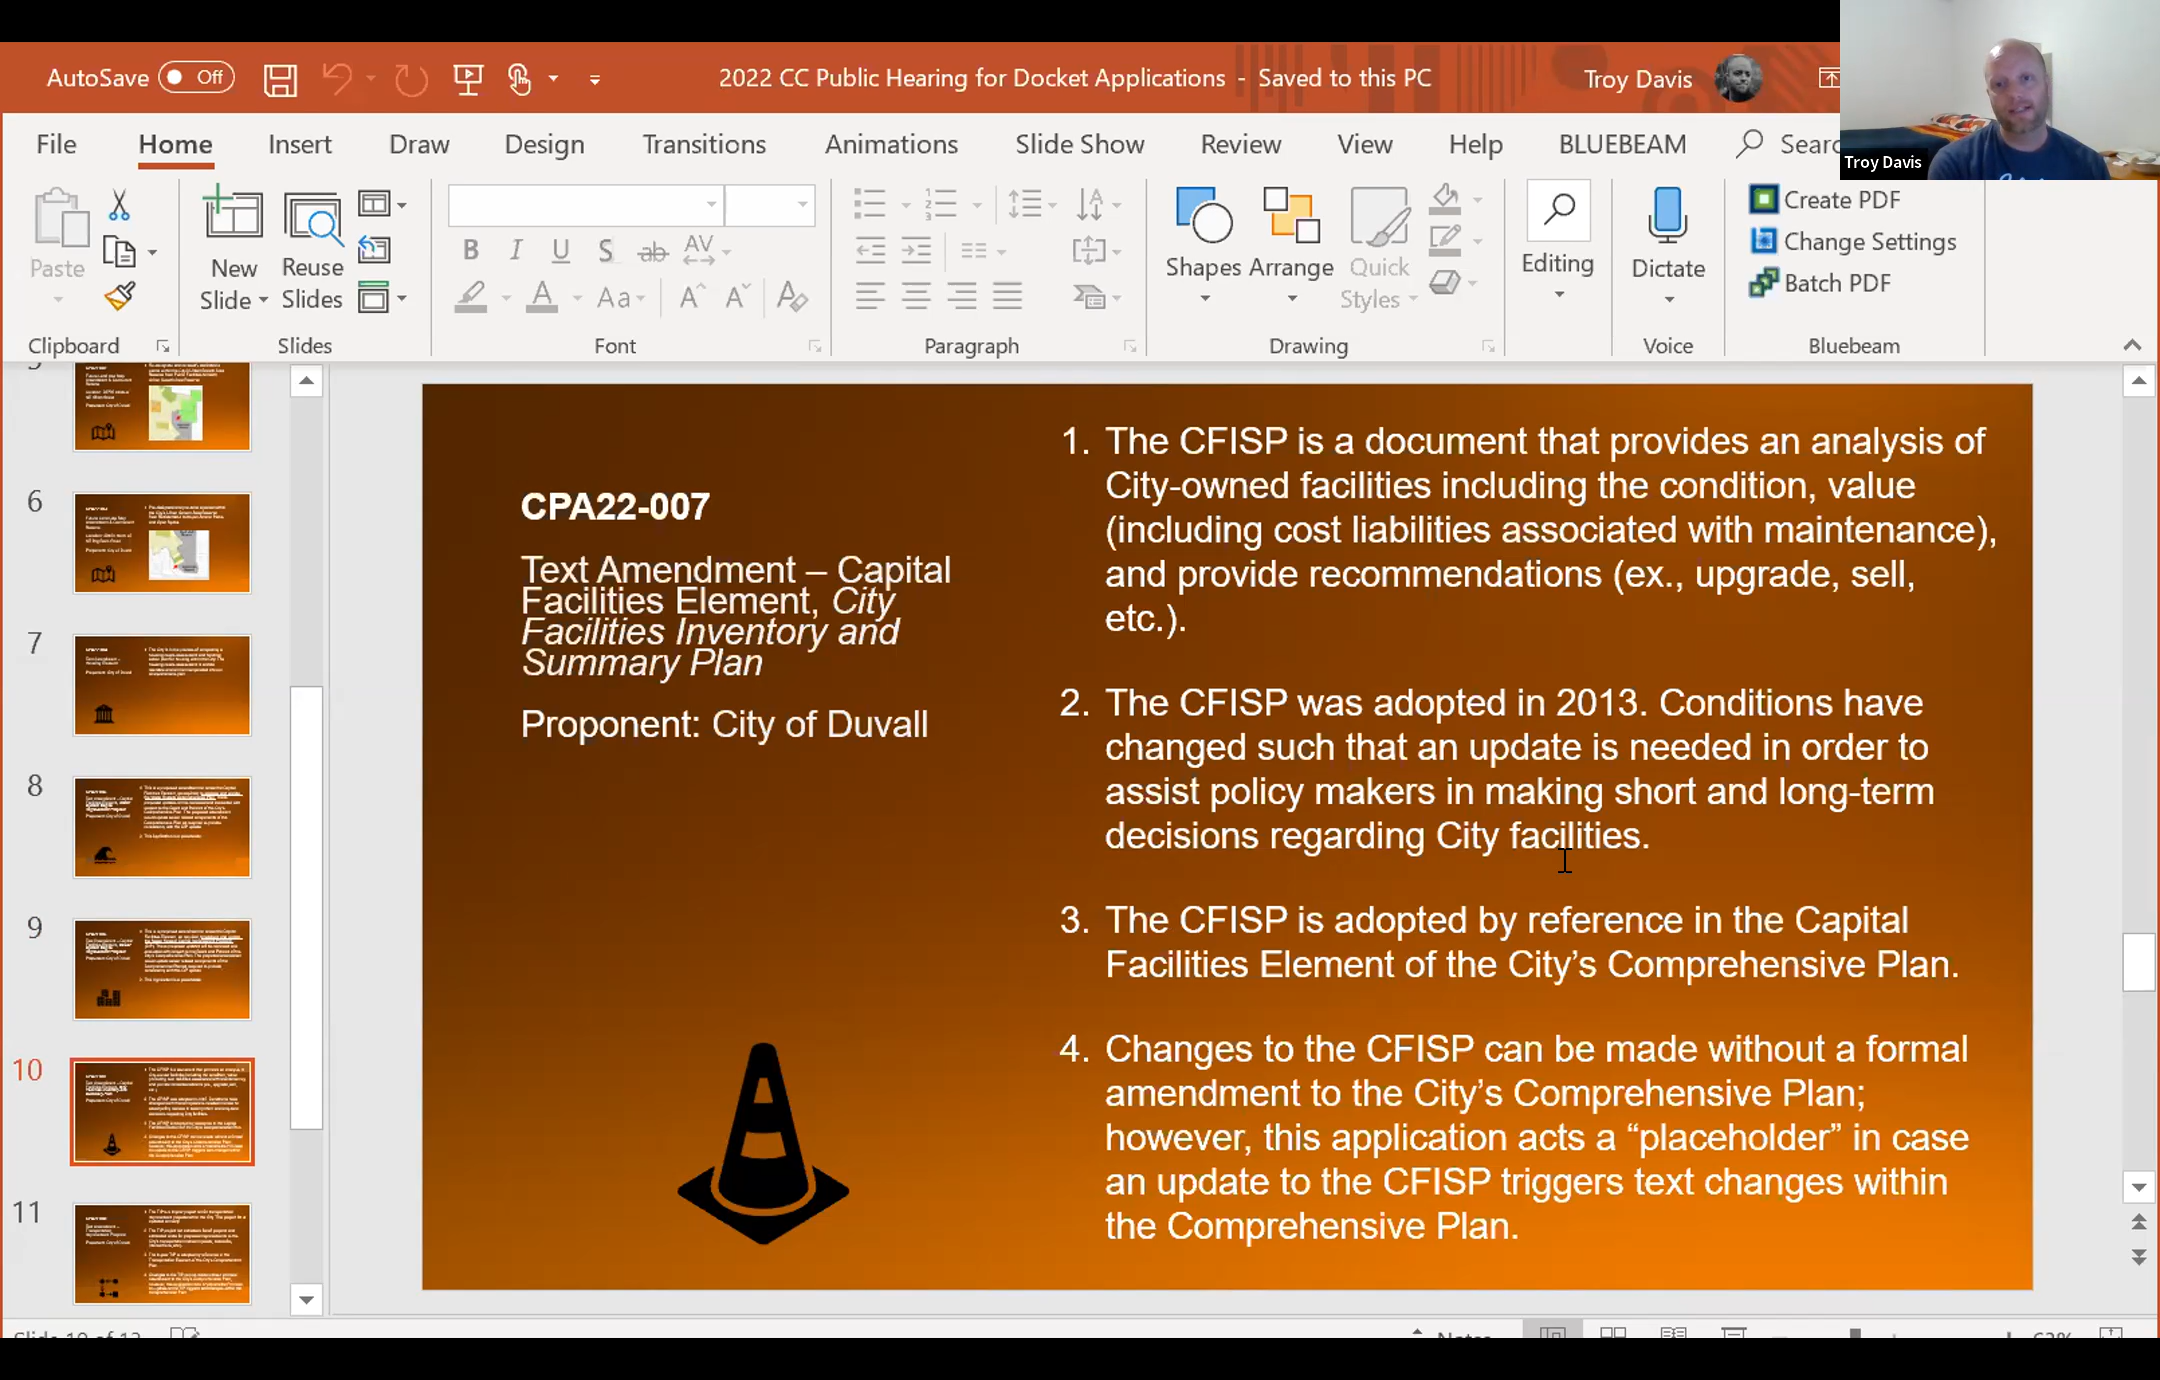 AutoSave Off
2022 CC Public Hearing for Docket Applications - Saved to this PC
Troy Davis
Troy Davis
File Home Insert Draw Design Transitions Animations Slide Show Review View Help BLUEBEAM
Paste
New
Slide
Reuse
Slides
Shapes
Arrange
Quick
Styles
Editing
Dictate
Create PDF
Change Settings
Batch PDF
Clipboard
Slides
Font
Paragraph
Drawing
Voice
Bluebeam
6
7
8
9
10
11
CPA22-007
Text Amendment – Capital
Facilities Element, City
Facilities Inventory and
Summary Plan
Proponent: City of Duvall
1. The CFISP is a document that provides an analysis of
City-owned facilities including the condition, value
(including cost liabilities associated with maintenance),
and provide recommendations (ex., upgrade, sell,
etc.).
2. The CFISP was adopted in 2013. Conditions have
changed such that an update is needed in order to
assist policy makers in making short and long-term
decisions regarding City facilities.
3. The CFISP is adopted by reference in the Capital
Facilities Element of the City’s Comprehensive Plan.
4. Changes to the CFISP can be made without a formal
amendment to the City’s Comprehensive Plan;
however, this application acts a “placeholder” in case
an update to the CFISP triggers text changes within
the Comprehensive Plan.